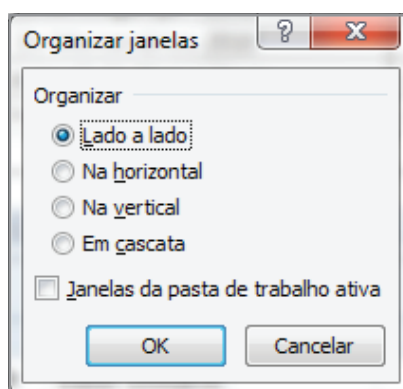 Organizar janelas
Organizar
Lado a lado
Na horizontal
Na vertical
Em cascata
Janelas da pasta de trabalho ativa
OK Cancelar